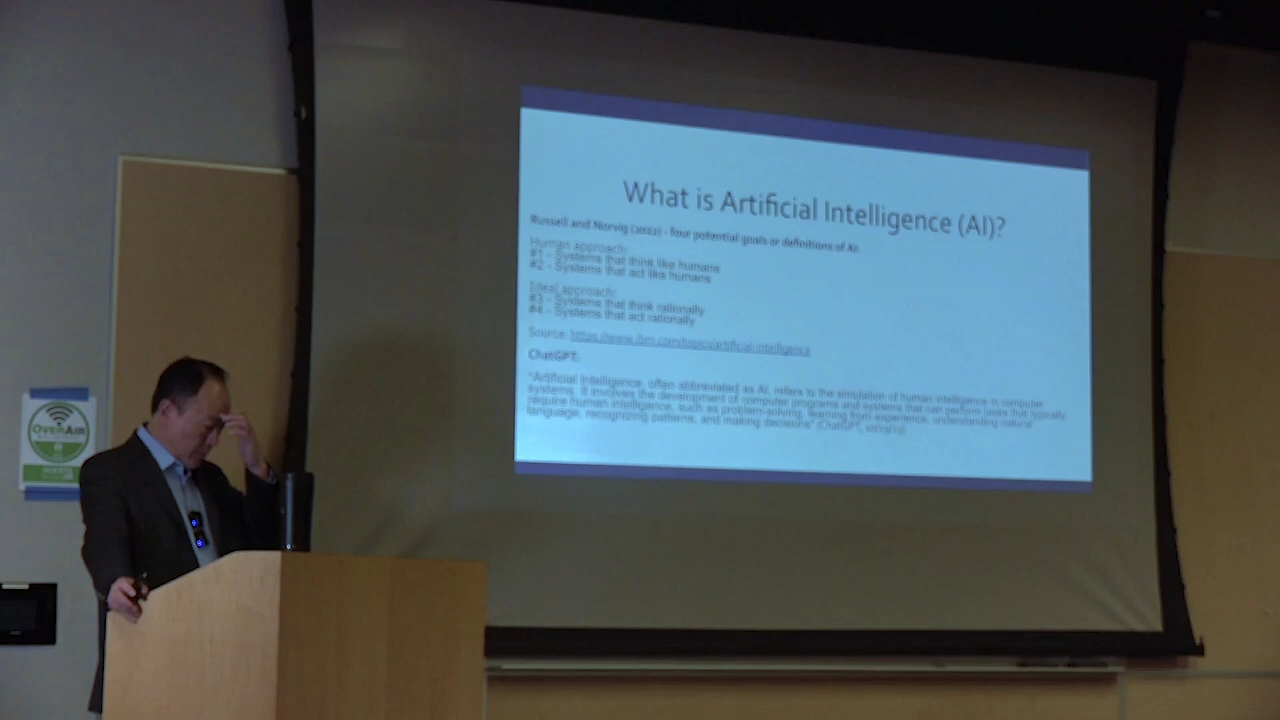 What is Artificial Intelligence (AI)?
Russell and Norvig - four potential goals or definitions of AI:
Human approach:
#1 - Systems that think like humans
#2 - Systems that act like humans
Ideal approach:
#3 - Systems that think rationally
#4 - Systems that act rationally
Source: https://www.ibm.com/topics/artificial-intelligence
ChatGPT:
"Artificial Intelligence, often abbreviated as AI, refers to the simulation of human intelligence in computer
systems. It involves the development of computer programs and systems that can perform tasks that typically
require human intelligence, such as problem-solving, learning from experience, understanding natural
language, recognizing patterns, and making decisions" (ChatGPT,
OVERAIR